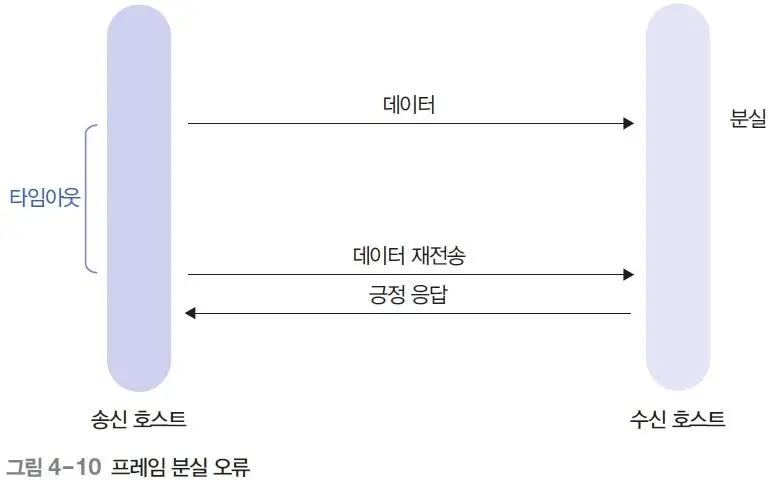 데이터
분실
타임아웃
데이터 재전송
긍정 응답
송신 호스트
수신 호스트
그림 4-10 프레임 분실 오류